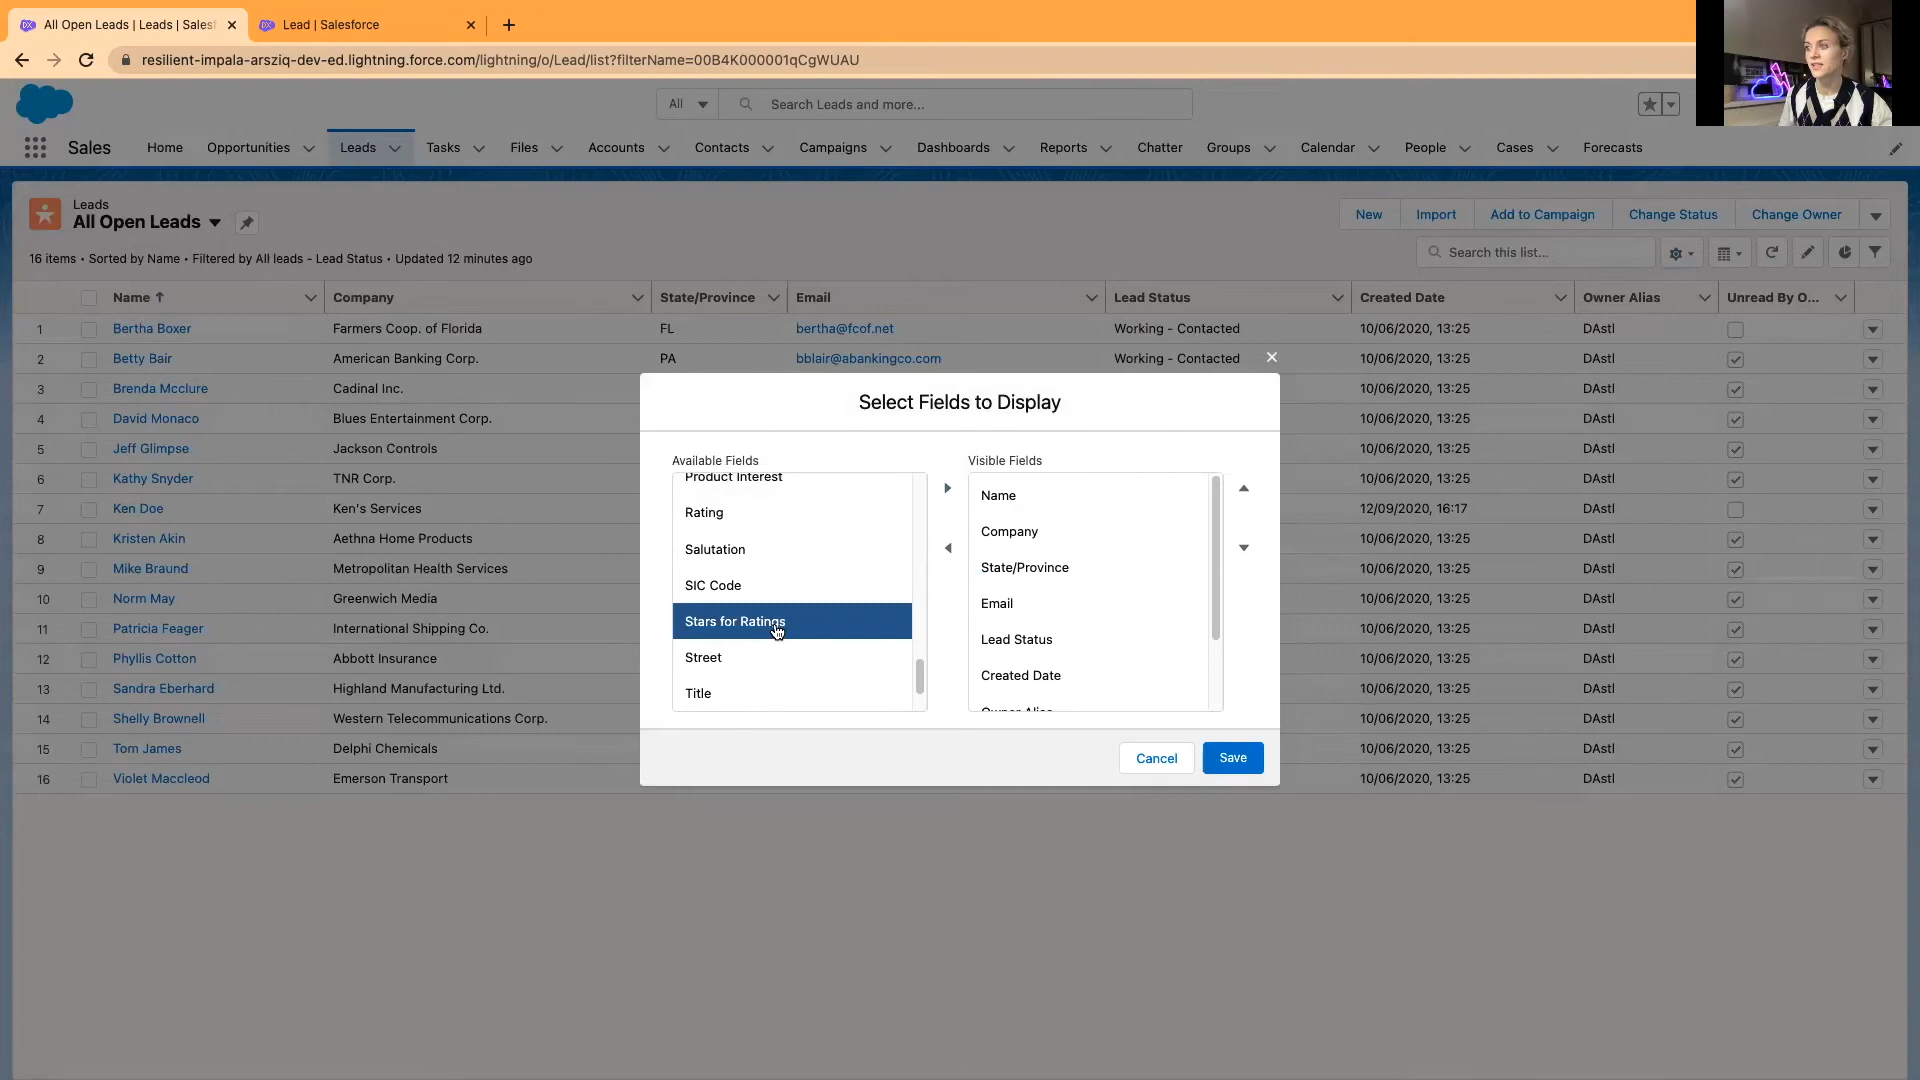 All Open Leads | Leads | Salesf
Lead | Salesforce
resilient-impala-arsziq-dev-ed.lightning.force.com/lightning/o/Lead/list?filterName=00B4K000001qCgWUAU
All
Search Leads and more...
Sales
Home
Opportunities
Leads
Tasks
Files
Accounts
Contacts
Campaigns
Dashboards
Reports
Chatter
Groups
Calendar
People
Cases
Forecasts
Leads
All Open Leads
New
Import
Add to Campaign
Change Status
Change Owner
16 items • Sorted by Name • Filtered by All leads - Lead Status • Updated 12 minutes ago
Search this list...
Name ↑ Company State/Province Email Lead Status Created Date Owner Alias Unread By O...
1 Bertha Boxer Farmers Coop. of Florida FL bertha@fcof.net Working - Contacted 10/06/2020, 13:25 DAstl
2 Betty Bair American Banking Corp. PA bblair@abankingco.com Working - Contacted 10/06/2020, 13:25 DAstl
3 Brenda Mcclure Cadinal Inc. 10/06/2020, 13:25 DAstl
4 David Monaco Blues Entertainment Corp. 10/06/2020, 13:25 DAstl
5 Jeff Glimpse Jackson Controls 10/06/2020, 13:25 DAstl
6 Kathy Snyder TNR Corp. 10/06/2020, 13:25 DAstl
7 Ken Doe Ken's Services 12/09/2020, 16:17 DAstl
8 Kristen Akin Aethna Home Products 10/06/2020, 13:25 DAstl
9 Mike Braund Metropolitan Health Services 10/06/2020, 13:25 DAstl
10 Norm May Greenwich Media 10/06/2020, 13:25 DAstl
11 Patricia Feager International Shipping Co. 10/06/2020, 13:25 DAstl
12 Phyllis Cotton Abbott Insurance 10/06/2020, 13:25 DAstl
13 Sandra Eberhard Highland Manufacturing Ltd. 10/06/2020, 13:25 DAstl
14 Shelly Brownell Western Telecommunications Corp. 10/06/2020, 13:25 DAstl
15 Tom James Delphi Chemicals 10/06/2020, 13:25 DAstl
16 Violet Maccleod Emerson Transport 10/06/2020, 13:25 DAstl
Select Fields to Display
Available Fields
Product Interest
Rating
Salutation
SIC Code
Stars for Ratings
Street
Title
Visible Fields
Name
Company
State/Province
Email
Lead Status
Created Date
Owner Alias
Cancel
Save